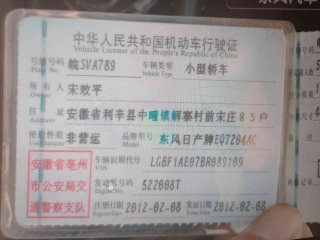 中华人民共和国机动车行驶证
Vehicle License of the People's Republic of China
号牌号码 皖SVA789 车辆类型 小型轿车
Plate No. Vehicle Type
所有人 宋效平
Owner
住址 安徽省利辛县中疃镇解寨村前宋庄85户
Address
使用性质 非营运 品牌型号 东风日产牌EQ7204AC
Use Character Model
安徽省亳州 车辆识别代号 LGBF1AE07BR089109
VIN
市公安局交 发动机号码 522008T
Engine No.
通警察支队 注册日期 2012-02-08 发证日期 2012-02-08
Register Date Issue Date